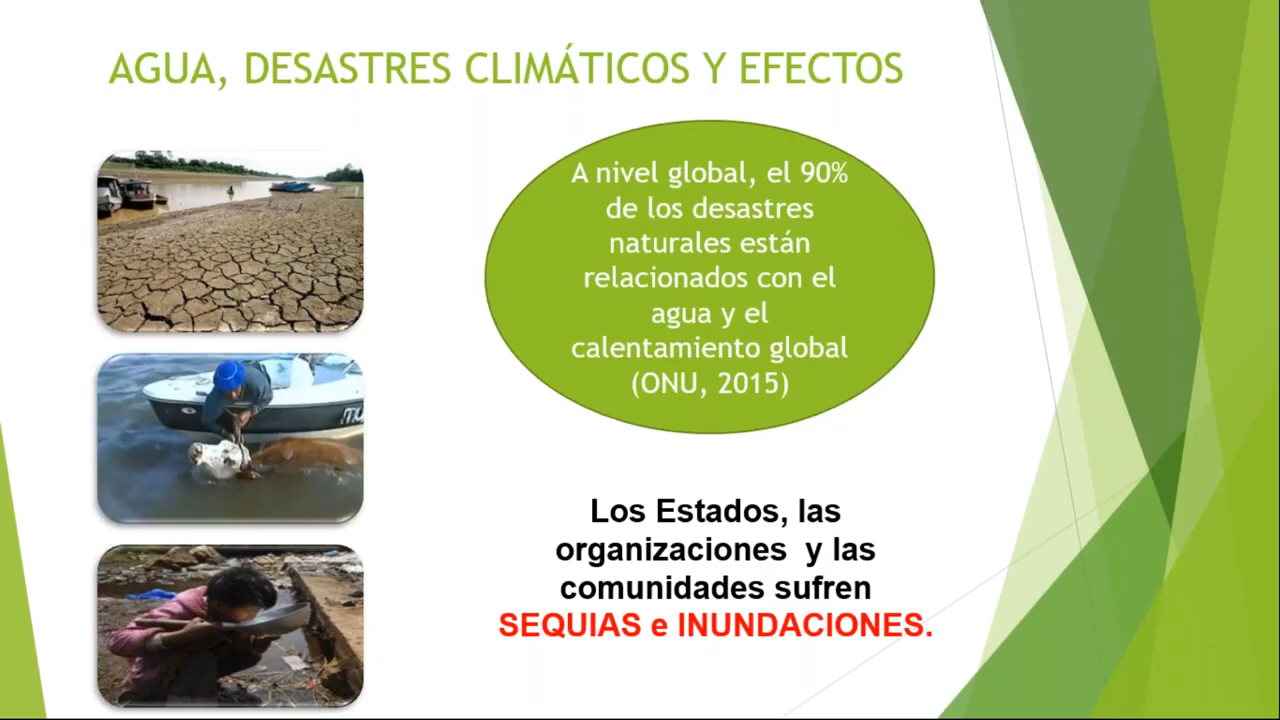 AGUA, DESASTRES CLIMÁTICOS Y EFECTOS
A nivel global, el 90%
de los desastres
naturales están
relacionados con el
agua y el
calentamiento global
(ONU, 2015)
Los Estados, las
organizaciones y las
comunidades sufren
SEQUIAS e INUNDACIONES.